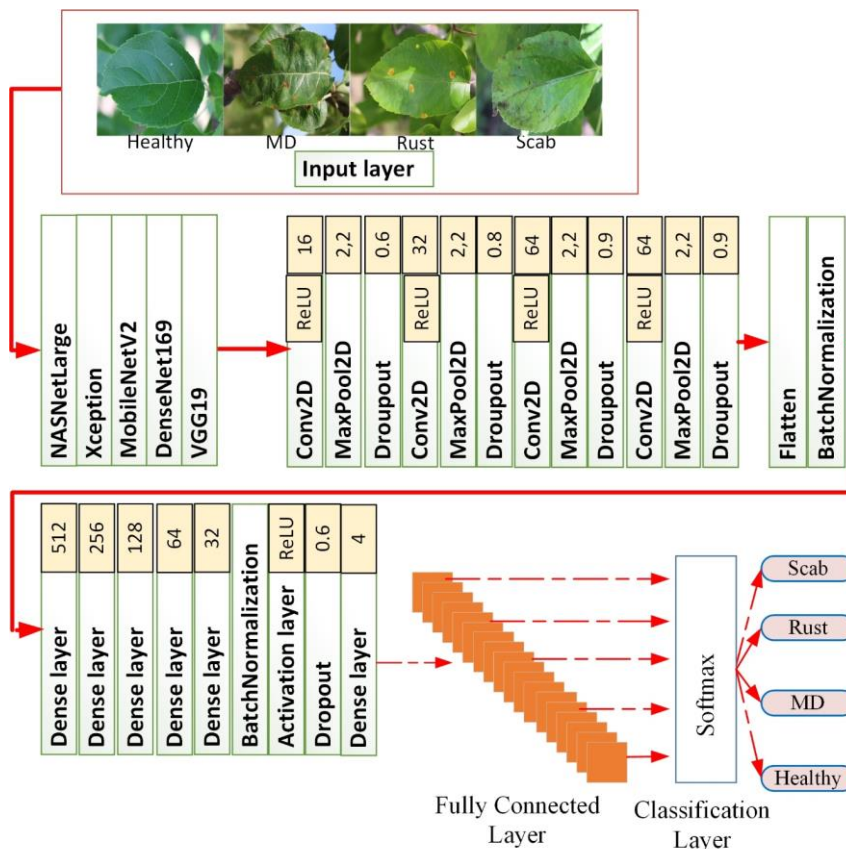 Healthy
MD
Rust
Scab
Input layer
NASNetLarge
Xception
MobileNetV2
DenseNet169
VGG19
Conv2D ReLU 16
MaxPool2D 2,2
Droupout 0.6
Conv2D ReLU 32
MaxPool2D 2,2
Droupout 0.8
Conv2D ReLU 64
MaxPool2D 2,2
Droupout 0.9
Conv2D ReLU 64
MaxPool2D 2,2
Droupout 0.9
Flatten
BatchNormalization
Dense layer 512
Dense layer 256
Dense layer 128
Dense layer 64
Dense layer 32
BatchNormalization
Activation layer ReLU
Dropout 0.6
Dense layer 4
Fully Connected
Layer
Softmax
Classification
Layer
Scab
Rust
MD
Healthy